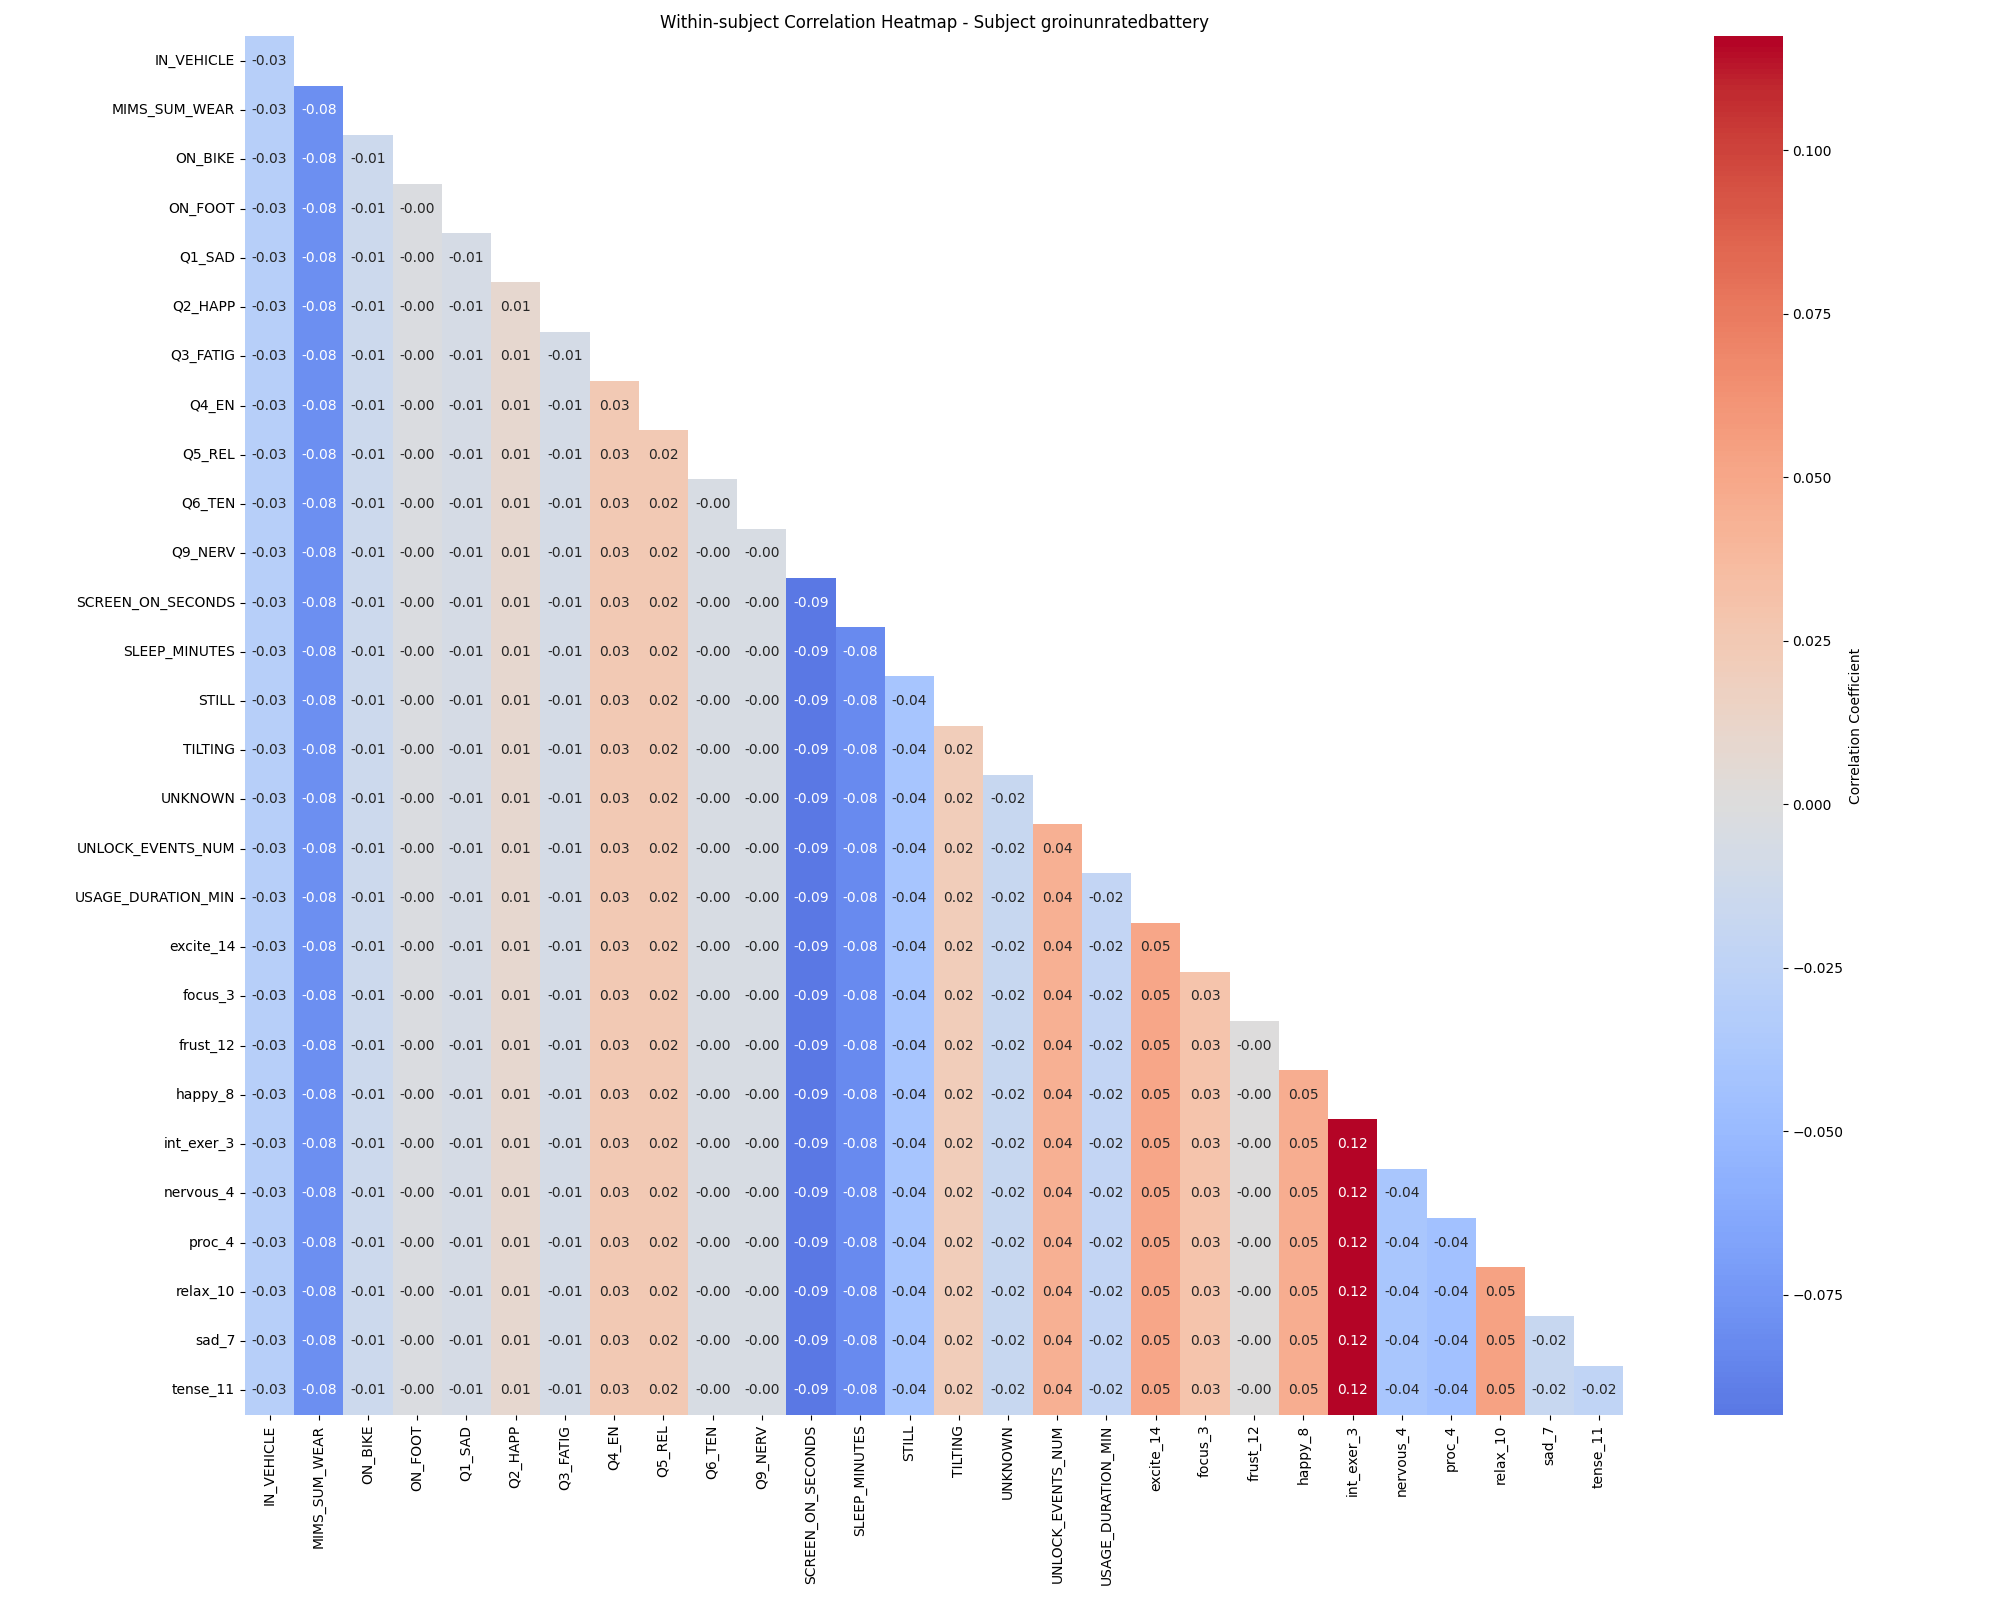 Within-subject Correlation Heatmap - Subject groinunratedbattery
IN_VEHICLE -0.03
MIMS_SUM_WEAR -0.03 -0.08
ON_BIKE -0.03 -0.08 -0.01
ON_FOOT -0.03 -0.08 -0.01 -0.00
Q1_SAD -0.03 -0.08 -0.01 -0.00 -0.01
Q2_HAPP -0.03 -0.08 -0.01 -0.00 -0.01 0.01
Q3_FATIG -0.03 -0.08 -0.01 -0.00 -0.01 0.01 -0.01
Q4_EN -0.03 -0.08 -0.01 -0.00 -0.01 0.01 -0.01 0.03
Q5_REL -0.03 -0.08 -0.01 -0.00 -0.01 0.01 -0.01 0.03 0.02
Q6_TEN -0.03 -0.08 -0.01 -0.00 -0.01 0.01 -0.01 0.03 0.02 -0.00
Q9_NERV -0.03 -0.08 -0.01 -0.00 -0.01 0.01 -0.01 0.03 0.02 -0.00 -0.00
SCREEN_ON_SECONDS -0.03 -0.08 -0.01 -0.00 -0.01 0.01 -0.01 0.03 0.02 -0.00 -0.00 -0.09
SLEEP_MINUTES -0.03 -0.08 -0.01 -0.00 -0.01 0.01 -0.01 0.03 0.02 -0.00 -0.00 -0.09 -0.08
STILL -0.03 -0.08 -0.01 -0.00 -0.01 0.01 -0.01 0.03 0.02 -0.00 -0.00 -0.09 -0.08 -0.04
TILTING -0.03 -0.08 -0.01 -0.00 -0.01 0.01 -0.01 0.03 0.02 -0.00 -0.00 -0.09 -0.08 -0.04 0.02
UNKNOWN -0.03 -0.08 -0.01 -0.00 -0.01 0.01 -0.01 0.03 0.02 -0.00 -0.00 -0.09 -0.08 -0.04 0.02 -0.02
UNLOCK_EVENTS_NUM -0.03 -0.08 -0.01 -0.00 -0.01 0.01 -0.01 0.03 0.02 -0.00 -0.00 -0.09 -0.08 -0.04 0.02 -0.02 0.04
USAGE_DURATION_MIN -0.03 -0.08 -0.01 -0.00 -0.01 0.01 -0.01 0.03 0.02 -0.00 -0.00 -0.09 -0.08 -0.04 0.02 -0.02 0.04 -0.02
excite_14 -0.03 -0.08 -0.01 -0.00 -0.01 0.01 -0.01 0.03 0.02 -0.00 -0.00 -0.09 -0.08 -0.04 0.02 -0.02 0.04 -0.02 0.05
focus_3 -0.03 -0.08 -0.01 -0.00 -0.01 0.01 -0.01 0.03 0.02 -0.00 -0.00 -0.09 -0.08 -0.04 0.02 -0.02 0.04 -0.02 0.05 0.03
frust_12 -0.03 -0.08 -0.01 -0.00 -0.01 0.01 -0.01 0.03 0.02 -0.00 -0.00 -0.09 -0.08 -0.04 0.02 -0.02 0.04 -0.02 0.05 0.03 -0.00
happy_8 -0.03 -0.08 -0.01 -0.00 -0.01 0.01 -0.01 0.03 0.02 -0.00 -0.00 -0.09 -0.08 -0.04 0.02 -0.02 0.04 -0.02 0.05 0.03 -0.00 0.05
int_exer_3 -0.03 -0.08 -0.01 -0.00 -0.01 0.01 -0.01 0.03 0.02 -0.00 -0.00 -0.09 -0.08 -0.04 0.02 -0.02 0.04 -0.02 0.05 0.03 -0.00 0.05 0.12
nervous_4 -0.03 -0.08 -0.01 -0.00 -0.01 0.01 -0.01 0.03 0.02 -0.00 -0.00 -0.09 -0.08 -0.04 0.02 -0.02 0.04 -0.02 0.05 0.03 -0.00 0.05 0.12 -0.04
proc_4 -0.03 -0.08 -0.01 -0.00 -0.01 0.01 -0.01 0.03 0.02 -0.00 -0.00 -0.09 -0.08 -0.04 0.02 -0.02 0.04 -0.02 0.05 0.03 -0.00 0.05 0.12 -0.04 -0.04
relax_10 -0.03 -0.08 -0.01 -0.00 -0.01 0.01 -0.01 0.03 0.02 -0.00 -0.00 -0.09 -0.08 -0.04 0.02 -0.02 0.04 -0.02 0.05 0.03 -0.00 0.05 0.12 -0.04 -0.04 0.05
sad_7 -0.03 -0.08 -0.01 -0.00 -0.01 0.01 -0.01 0.03 0.02 -0.00 -0.00 -0.09 -0.08 -0.04 0.02 -0.02 0.04 -0.02 0.05 0.03 -0.00 0.05 0.12 -0.04 -0.04 0.05 -0.02
tense_11 -0.03 -0.08 -0.01 -0.00 -0.01 0.01 -0.01 0.03 0.02 -0.00 -0.00 -0.09 -0.08 -0.04 0.02 -0.02 0.04 -0.02 0.05 0.03 -0.00 0.05 0.12 -0.04 -0.04 0.05 -0.02 -0.02
IN_VEHICLE
MIMS_SUM_WEAR
ON_BIKE
ON_FOOT
Q1_SAD
Q2_HAPP
Q3_FATIG
Q4_EN
Q5_REL
Q6_TEN
Q9_NERV
SCREEN_ON_SECONDS
SLEEP_MINUTES
STILL
TILTING
UNKNOWN
UNLOCK_EVENTS_NUM
USAGE_DURATION_MIN
excite_14
focus_3
frust_12
happy_8
int_exer_3
nervous_4
proc_4
relax_10
sad_7
tense_11
0.100
0.075
0.050
0.025
0.000
−0.025
−0.050
−0.075
Correlation Coefficient